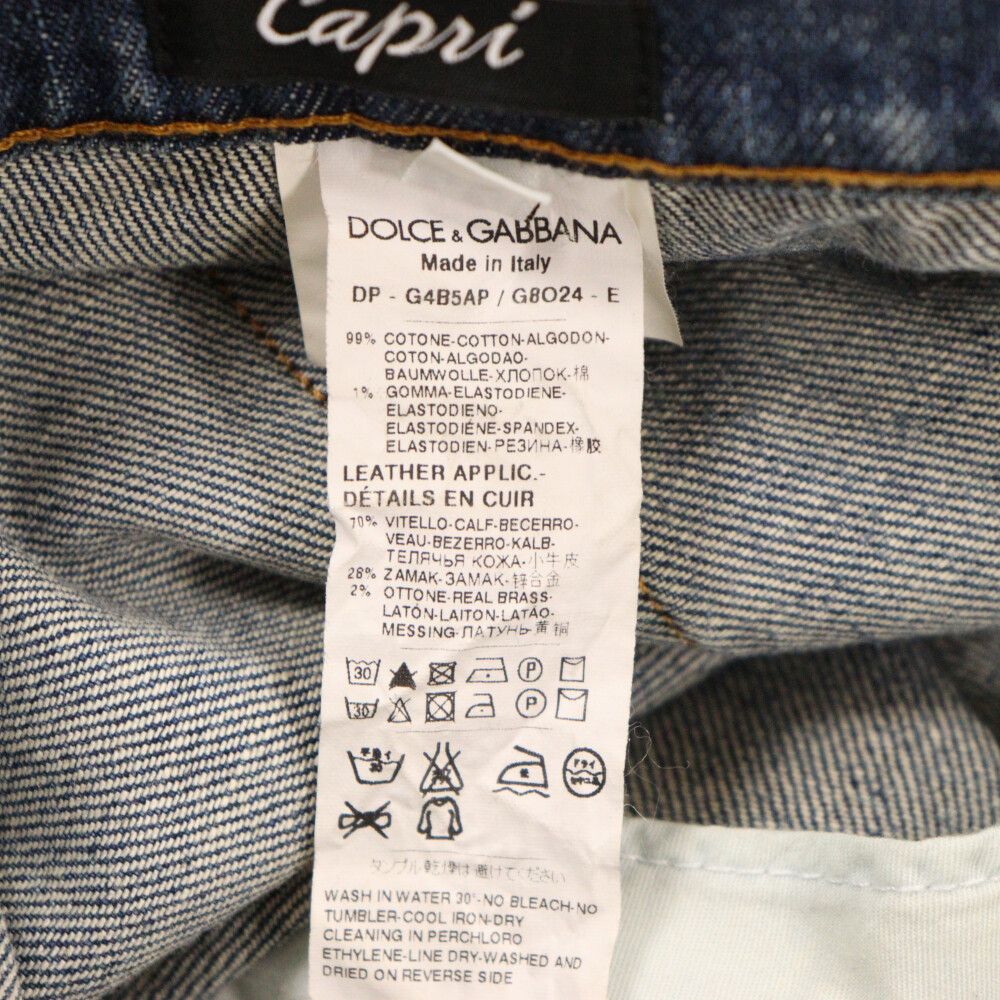 Capri
DOLCE & GABBANA
Made in Italy
DP - G4B5AP / G8O24 - E
99% COTONE-COTTON-ALGODON-
COTON-ALGODAO-
BAUMWOLLE-ХЛОПОК-棉
1% GOMMA-ELASTODIENE-
ELASTODIENO-
ELASTODIÉNE-SPANDEX-
ELASTODIEN-РЕЗИНА-橡胶
LEATHER APPLIC.-
DÉTAILS EN CUIR
70% VITELLO-CALF-BECERRO-
VEAU-BEZERRO-KALB-
ТЕЛЯЧЬЯ КОЖА-小牛皮
28% ZAMAK-ЗАМАК-锌合金
2% OTTONE-REAL BRASS-
LATÓN-LAITON-LATÃO-
MESSING-ЛАТУНЬ-黄铜
30 P
30 P
タンブル乾燥は避けてください
WASH IN WATER 30°-NO BLEACH-NO
TUMBLER-COOL IRON-DRY
CLEANING IN PERCHLORO
ETHYLENE-LINE DRY-WASHED AND
DRIED ON REVERSE SIDE